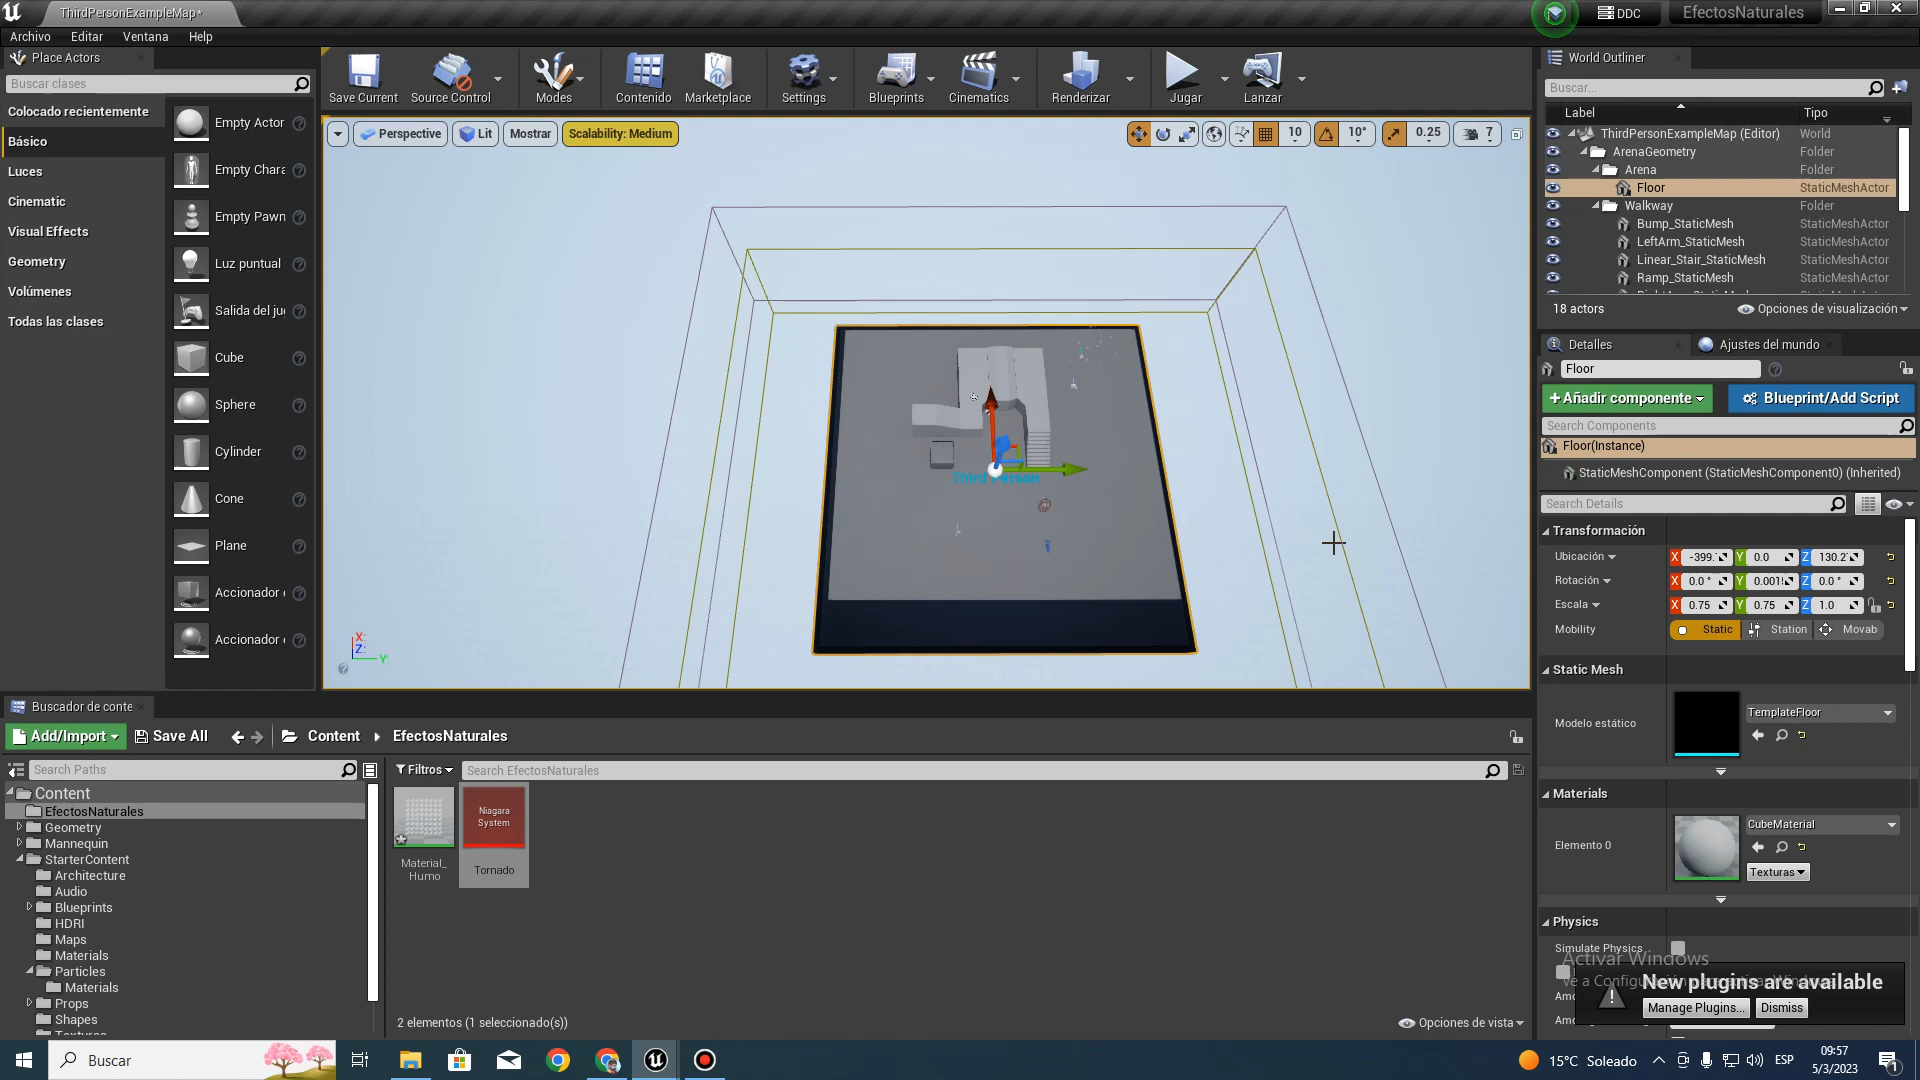 ThirdPersonExampleMap*
DDC
EfectosNaturales
Archivo
Editar
Ventana
Help
Place Actors
Buscar clases
Colocado recientemente
Básico
Luces
Cinematic
Visual Effects
Geometry
Volúmenes
Todas las clases
Empty Actor
Empty Chara
Empty Pawn
Luz puntual
Salida del ju
Cube
Sphere
Cylinder
Cone
Plane
Accionador
Accionador
Save Current
Source Control
Modes
Contenido
Marketplace
Settings
Blueprints
Cinematics
Renderizar
Jugar
Lanzar
Perspective
Lit
Mostrar
Scalability: Medium
10
10°
0.25
7
Third Person
X:
Z:
Y:
World Outliner
Buscar...
Label
Tipo
ThirdPersonExampleMap (Editor)
World
ArenaGeometry
Folder
Arena
Folder
Floor
StaticMeshActor
Walkway
Folder
Bump_StaticMesh
StaticMeshActor
LeftArm_StaticMesh
StaticMeshActor
Linear_Stair_StaticMesh
StaticMeshActor
Ramp_StaticMesh
StaticMeshActor
18 actors
Opciones de visualización
Detalles
Ajustes del mundo
Floor
+Añadir componente
Blueprint/Add Script
Search Components
Floor(Instance)
StaticMeshComponent (StaticMeshComponent0) (Inherited)
Search Details
Transformación
Ubicación
X -399.
Y 0.0
Z 130.2
Rotación
X 0.0 °
Y 0.001
Z 0.0 °
Escala
X 0.75
Y 0.75
Z 1.0
Mobility
Static
Station
Movab
Static Mesh
Modelo estático
TemplateFloor
Materials
Elemento 0
CubeMaterial
Texturas
Physics
Simulate Physics
Activar Windows
Ve a Configuración para activar Windows.
New plugins are available
Manage Plugins...
Dismiss
Buscador de conte
Add/Import
Save All
Content
EfectosNaturales
Search Paths
Filtros
Search EfectosNaturales
Content
EfectosNaturales
Geometry
Mannequin
StarterContent
Architecture
Audio
Blueprints
HDRI
Maps
Materials
Particles
Materials
Props
Shapes
Textures
Material_
Humo
Niagara
System
Tornado
2 elementos (1 seleccionado(s))
Opciones de vista
Buscar
15°C Soleado
ESP
09:57
5/3/2023
1